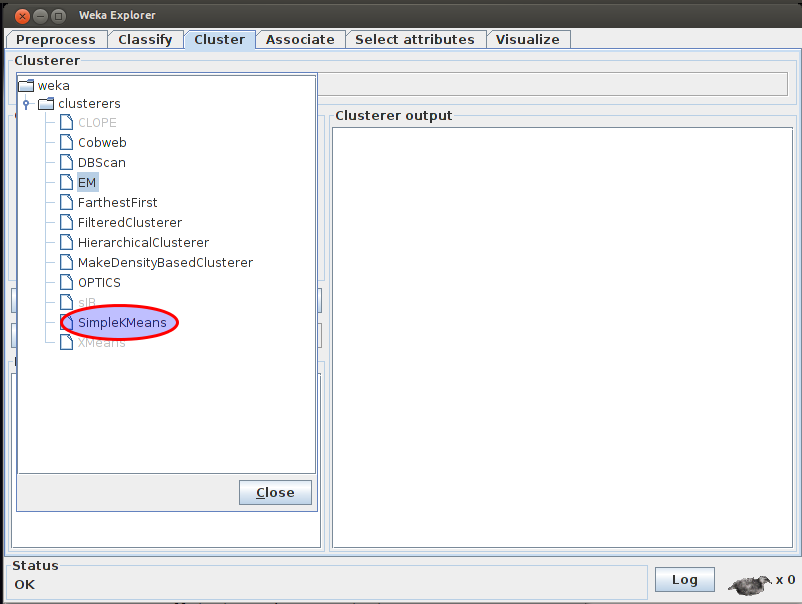 Weka Explorer
Preprocess Classify Cluster Associate Select attributes Visualize
Clusterer
weka
clusterers
CLOPE
Cobweb
DBScan
EM
FarthestFirst
FilteredClusterer
HierarchicalClusterer
MakeDensityBasedClusterer
OPTICS
sIB
SimpleKMeans
XMeans
Close
Clusterer output
Status
OK
Log
x 0